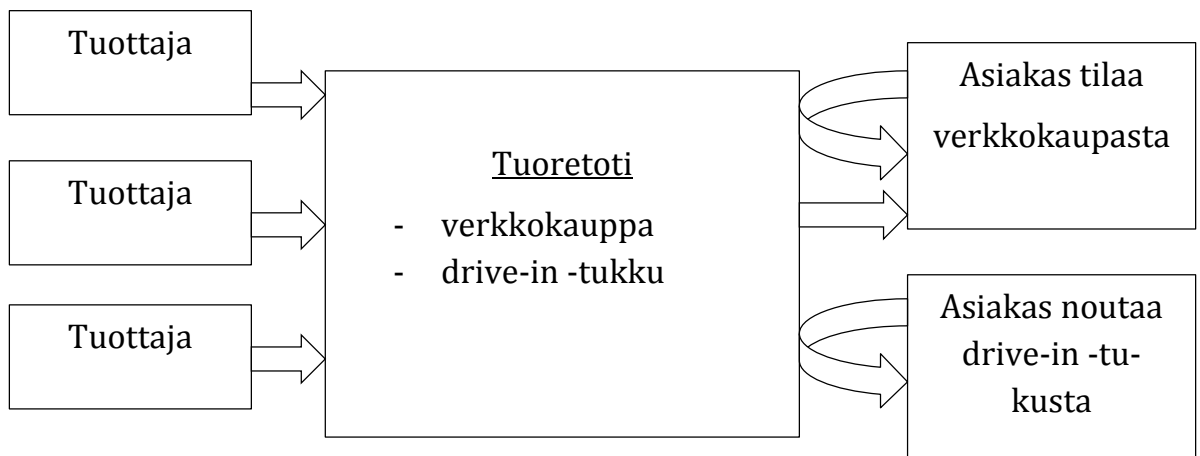 Tuottaja
Tuottaja
Tuottaja
Tuoretoti
- verkkokauppa
- drive-in -tukku
Asiakas tilaa
verkkokaupasta
Asiakas noutaa
drive-in -tu-
kusta